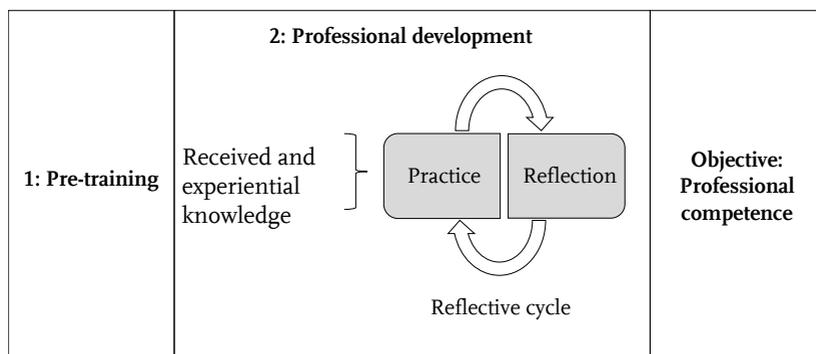 2: Professional development
1: Pre-training
Received and
experiential
knowledge
Practice
Reflection
Reflective cycle
Objective:
Professional
competence